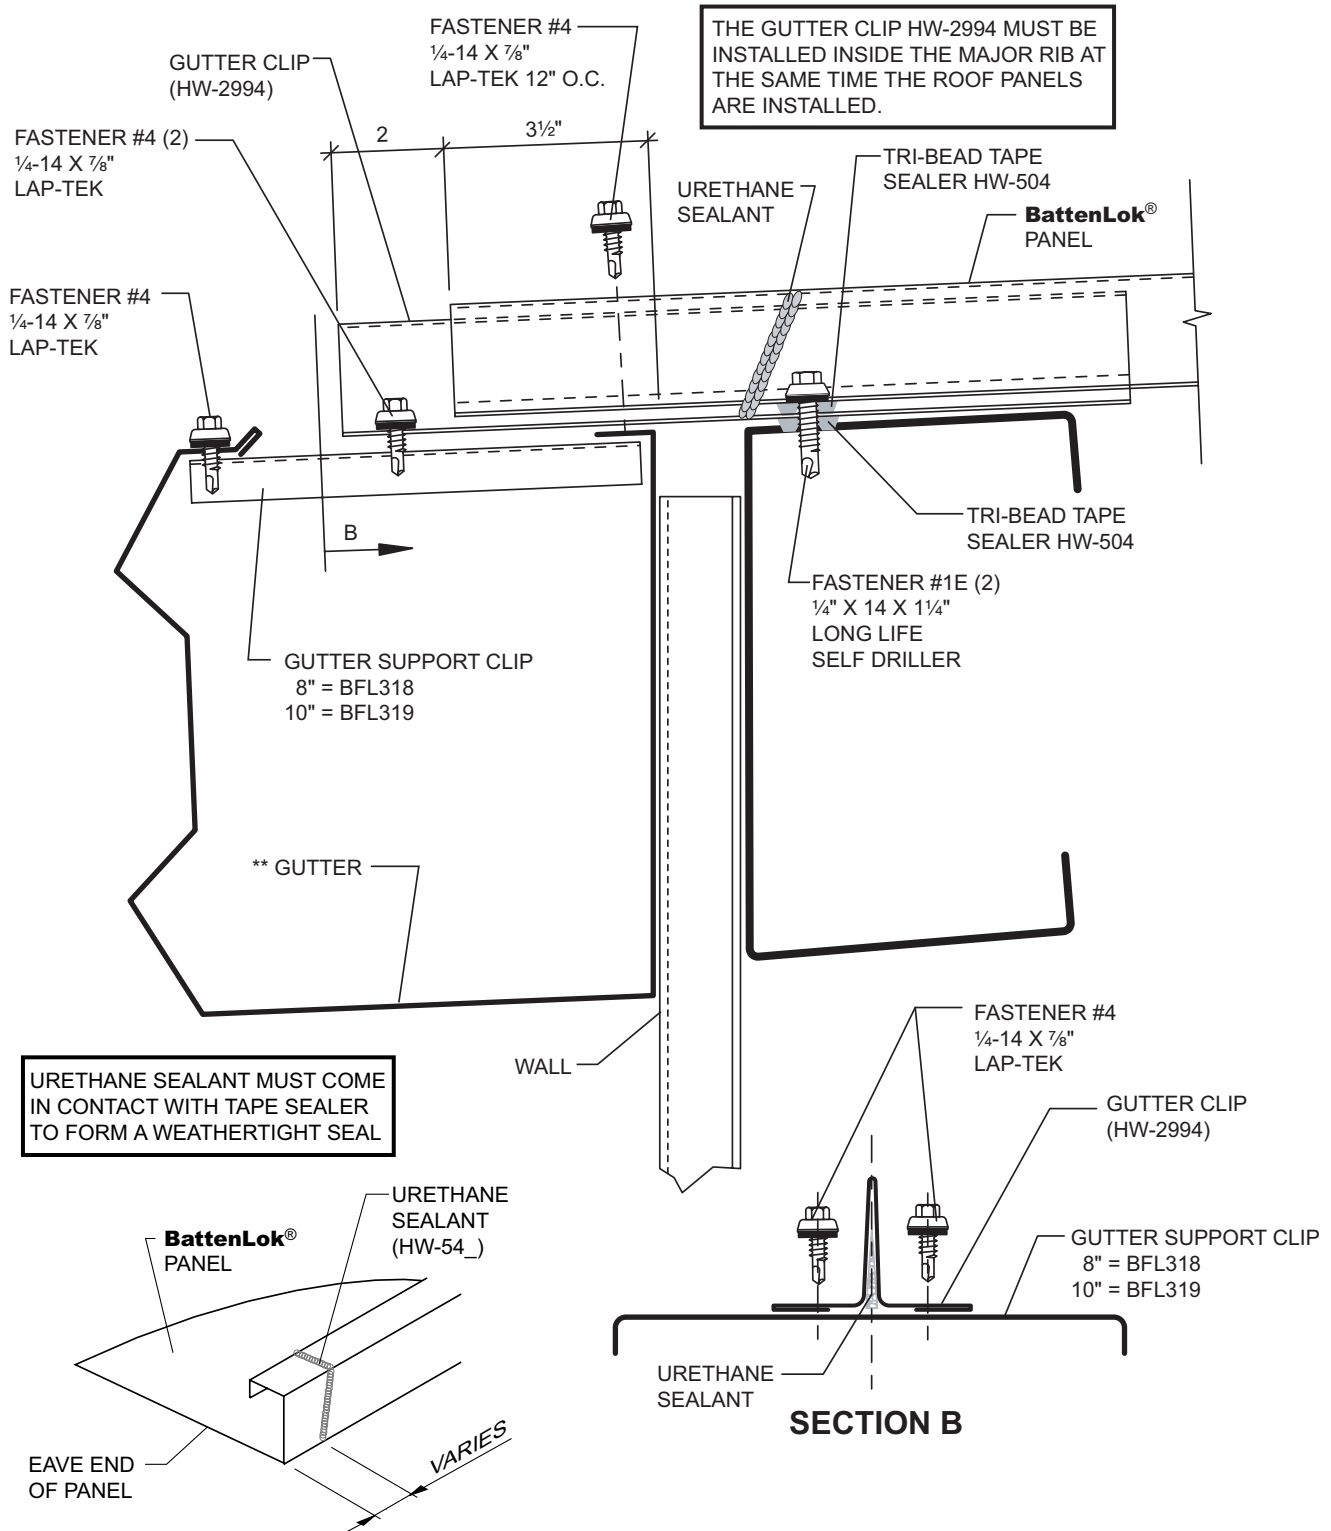 FASTENER #4
¼-14 X ⅞"
LAP-TEK 12" O.C.
THE GUTTER CLIP HW-2994 MUST BE
INSTALLED INSIDE THE MAJOR RIB AT
THE SAME TIME THE ROOF PANELS
ARE INSTALLED.
GUTTER CLIP
(HW-2994)
FASTENER #4 (2)
¼-14 X ⅞"
LAP-TEK
2
3½"
TRI-BEAD TAPE
SEALER HW-504
URETHANE
SEALANT
BattenLok®
PANEL
FASTENER #4
¼-14 X ⅞"
LAP-TEK
B
TRI-BEAD TAPE
SEALER HW-504
FASTENER #1E (2)
¼" X 14 X 1¼"
LONG LIFE
SELF DRILLER
GUTTER SUPPORT CLIP
8" = BFL318
10" = BFL319
** GUTTER
WALL
URETHANE SEALANT MUST COME
IN CONTACT WITH TAPE SEALER
TO FORM A WEATHERTIGHT SEAL
FASTENER #4
¼-14 X ⅞"
LAP-TEK
GUTTER CLIP
(HW-2994)
GUTTER SUPPORT CLIP
8" = BFL318
10" = BFL319
URETHANE
SEALANT
SECTION B
URETHANE
SEALANT
(HW-54_)
BattenLok®
PANEL
EAVE END
OF PANEL
VARIES